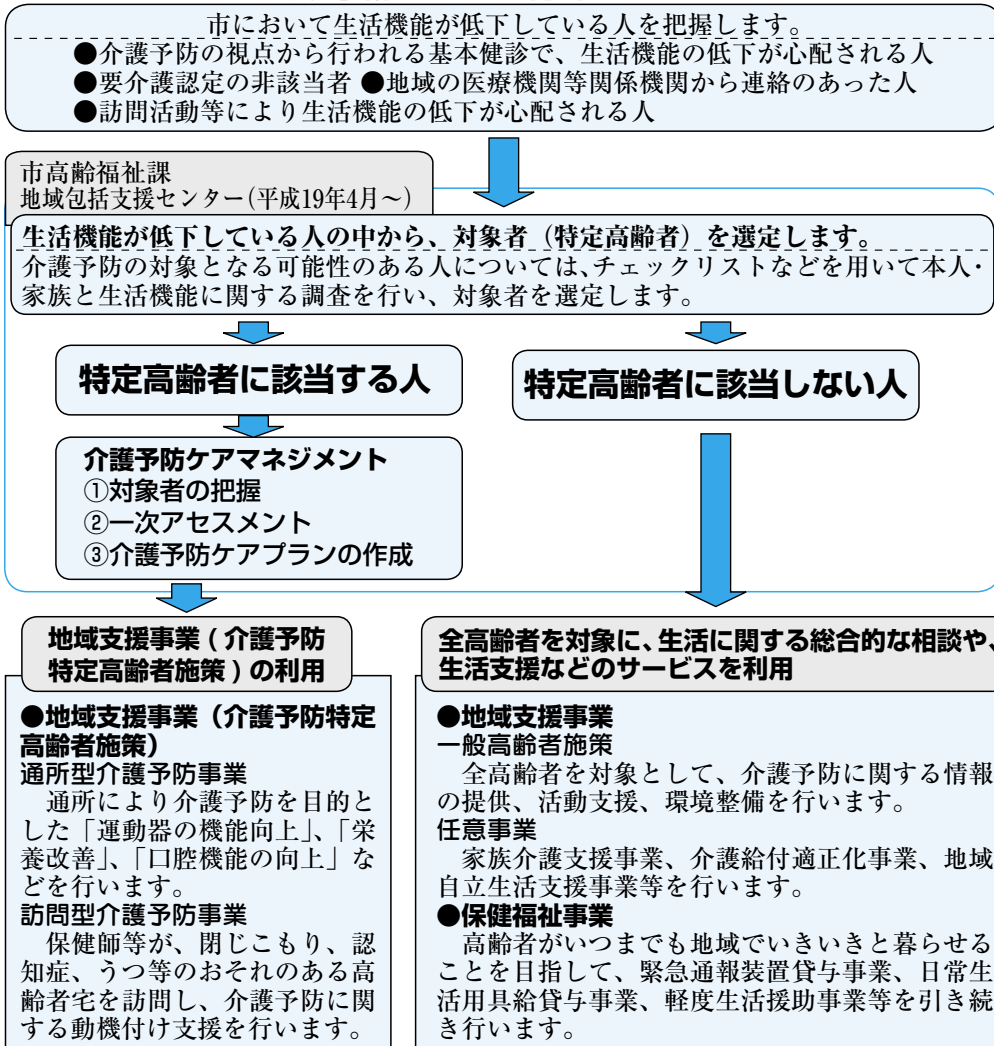 市において生活機能が低下している人を把握します。
●介護予防の視点から行われる基本健診で、生活機能の低下が心配される人
●要介護認定の非該当者 ●地域の医療機関等関係機関から連絡のあった人
●訪問活動等により生活機能の低下が心配される人
市高齢福祉課
地域包括支援センター(平成19年4月～)
生活機能が低下している人の中から、対象者（特定高齢者）を選定します。
介護予防の対象となる可能性のある人については、チェックリストなどを用いて本人・
家族と生活機能に関する調査を行い、対象者を選定します。
特定高齢者に該当する人
特定高齢者に該当しない人
介護予防ケアマネジメント
①対象者の把握
②一次アセスメント
③介護予防ケアプランの作成
地域支援事業 ( 介護予防
特定高齢者施策 ) の利用
●地域支援事業（介護予防特定
高齢者施策）
通所型介護予防事業
通所により介護予防を目的と
した「運動器の機能向上」、「栄
養改善」、「口腔機能の向上」な
どを行います。
訪問型介護予防事業
保健師等が、閉じこもり、認
知症、うつ等のおそれのある高
齢者宅を訪問し、介護予防に関
する動機付け支援を行います。
全高齢者を対象に、生活に関する総合的な相談や、
生活支援などのサービスを利用
●地域支援事業
一般高齢者施策
全高齢者を対象として、介護予防に関する情報
の提供、活動支援、環境整備を行います。
任意事業
家族介護支援事業、介護給付適正化事業、地域
自立生活支援事業等を行います。
●保健福祉事業
高齢者がいつまでも地域でいきいきと暮らせる
ことを目指して、緊急通報装置貸与事業、日常生
活用具給貸与事業、軽度生活援助事業等を引き続
き行います。